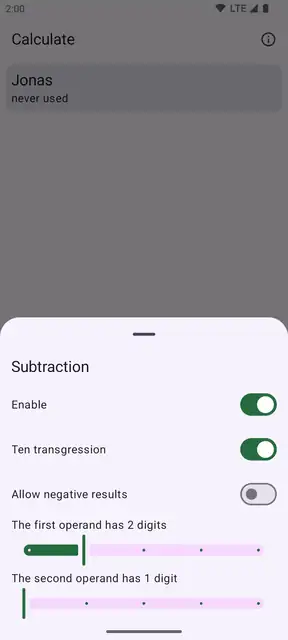 2:00
LTE
Calculate
Jonas
never used
Subtraction
Enable
Ten transgression
Allow negative results
The first operand has 2 digits
The second operand has 1 digit